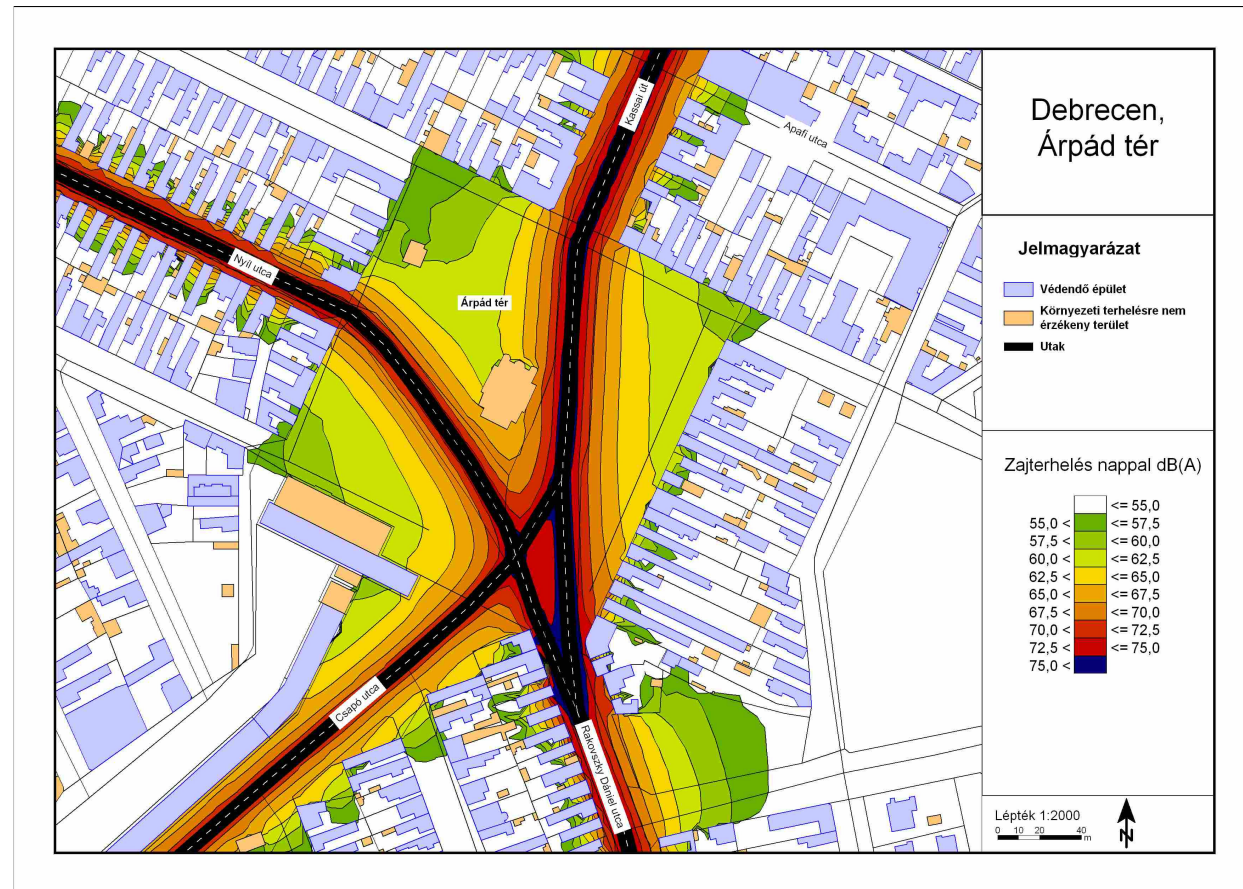 Kassai út
Apafi utca
Nyíl utca
Árpád tér
Csapó utca
Rakovszky Dániel utca
Debrecen,
Árpád tér
Jelmagyarázat
Védendő épület
Környezeti terhelésre nem
érzékeny terület
Utak
Zajterhelés nappal dB(A)
<= 55,0
55,0 < <= 57,5
57,5 < <= 60,0
60,0 < <= 62,5
62,5 < <= 65,0
65,0 < <= 67,5
67,5 < <= 70,0
70,0 < <= 72,5
72,5 < <= 75,0
75,0 <
Lépték 1:2000
0 10 20 40
m
N